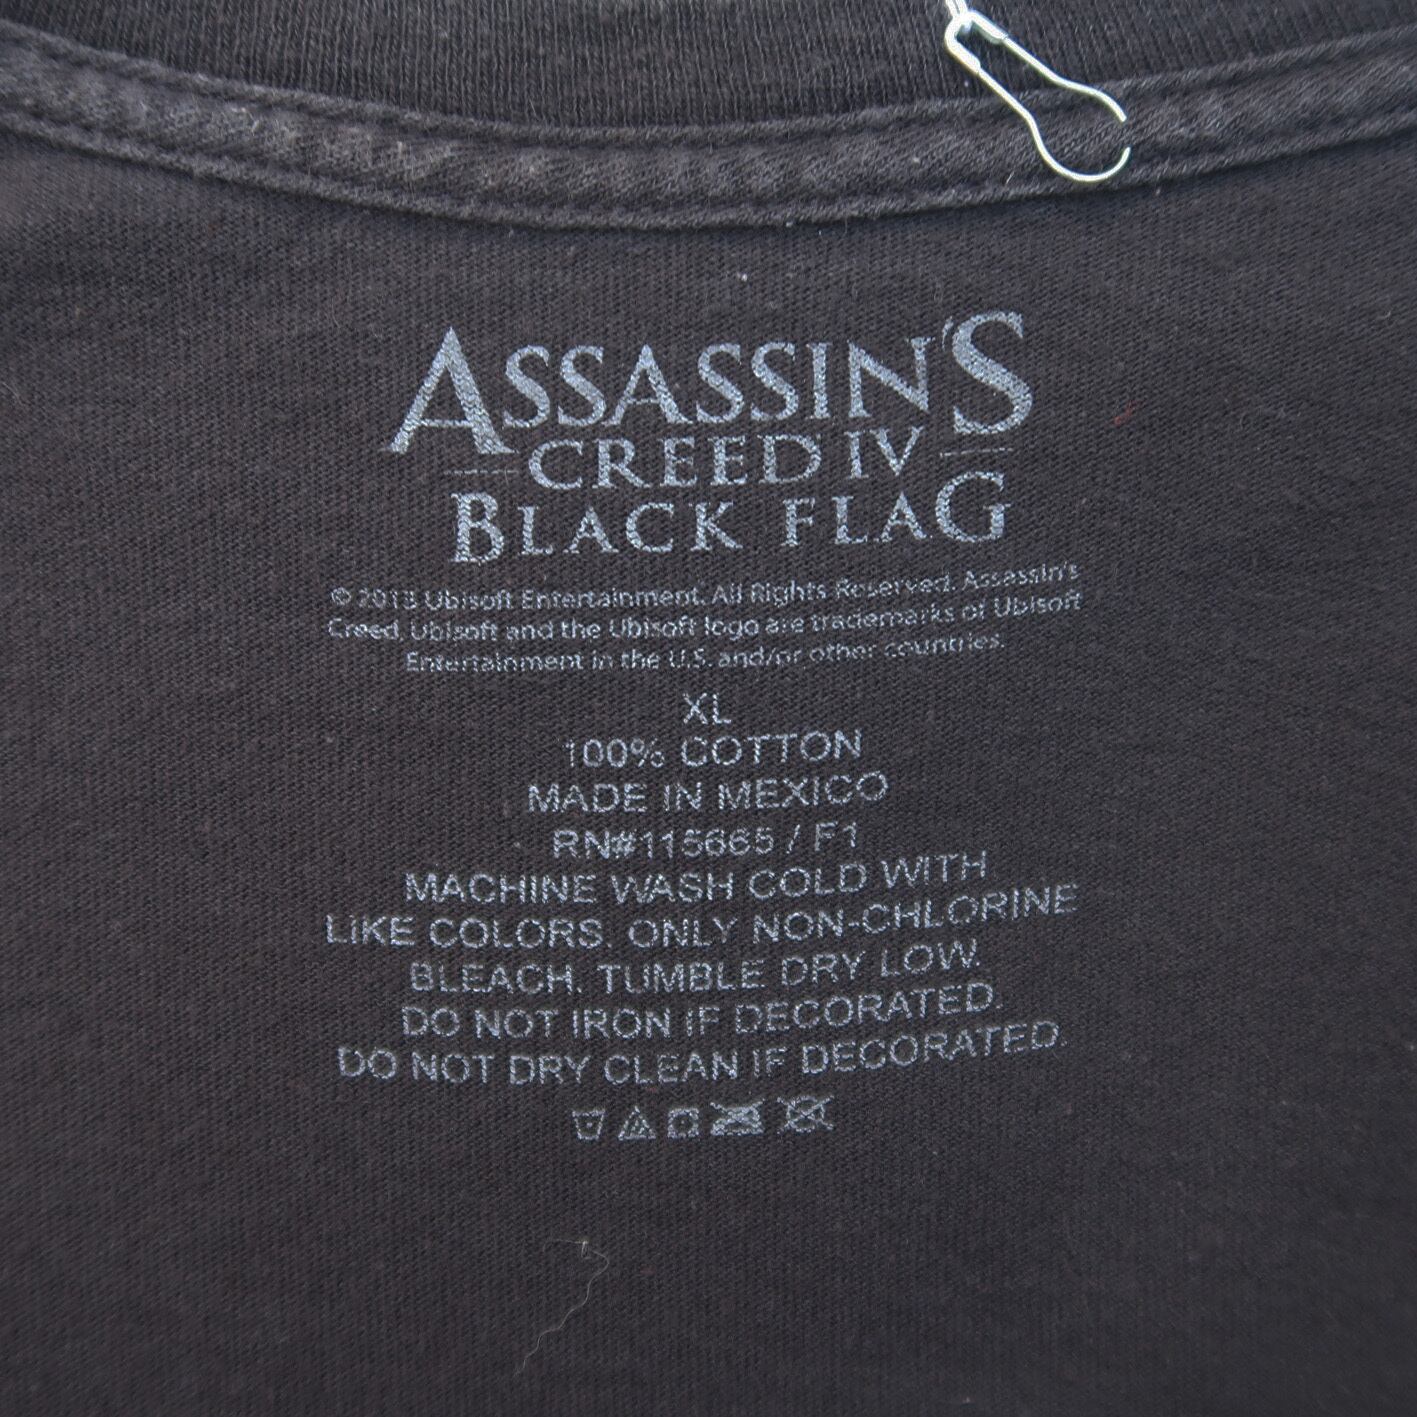 ASSASSIN'S
CREED IV
BLACK FLAG
© 2013 Ubisoft Entertainment. All Rights Reserved. Assassin's
Creed, Ubisoft and the Ubisoft logo are trademarks of Ubisoft
Entertainment in the U.S. and/or other countries.
XL
100% COTTON
MADE IN MEXICO
RN#115665 / F1
MACHINE WASH COLD WITH
LIKE COLORS. ONLY NON-CHLORINE
BLEACH. TUMBLE DRY LOW.
DO NOT IRON IF DECORATED.
DO NOT DRY CLEAN IF DECORATED.